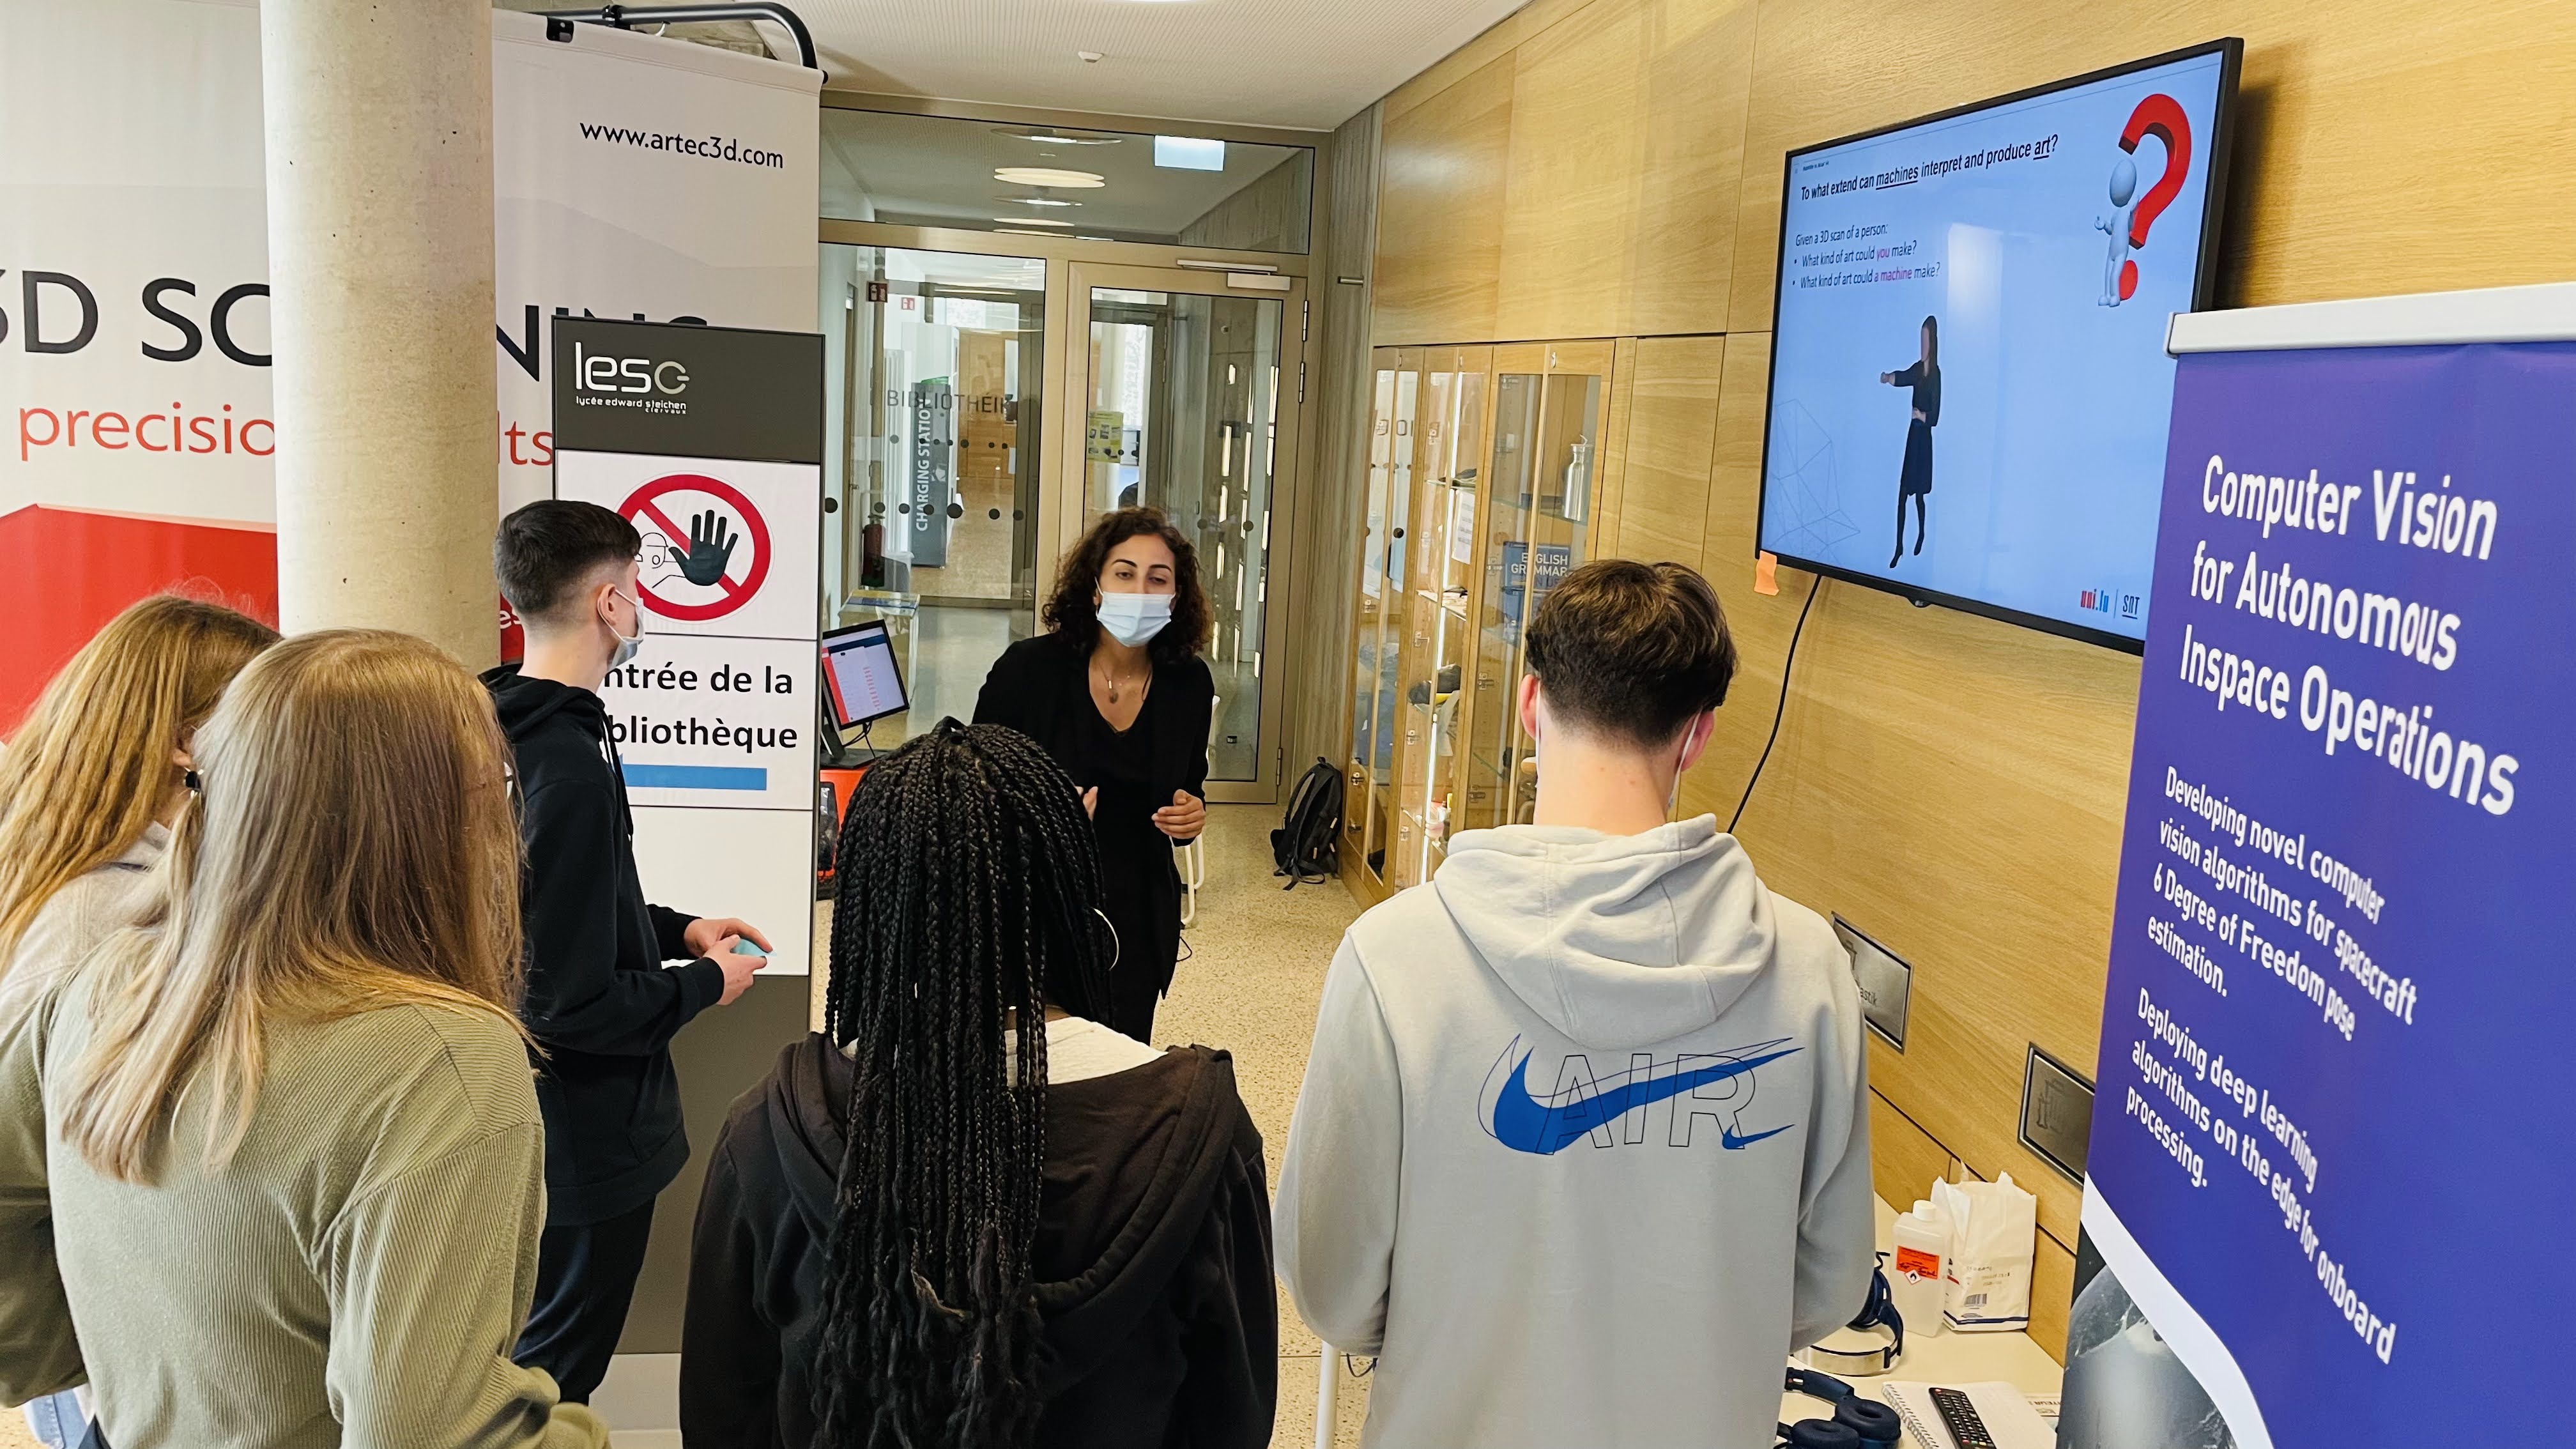 www.artec3d.com
3D SC NING
precisio lts
lesc
lycée edward steichen
clervaux
ntrée de la
bliothèque
BIBLIOTHEIK
CHARGING STATIO
ENGLISH
GRAMMAR
To what extend can machines interpret and produce art?
Given a 3D scan of a person:
• What kind of art could you make?
• What kind of art could a machine make?
uni.lu | SNT
Computer Vision
for Autonomous
Inspace Operations
Developing novel computer
vision algorithms for spacecraft
6 Degree of Freedom pose
estimation.
Deploying deep learning
algorithms on the edge for onboard
processing.
AIR